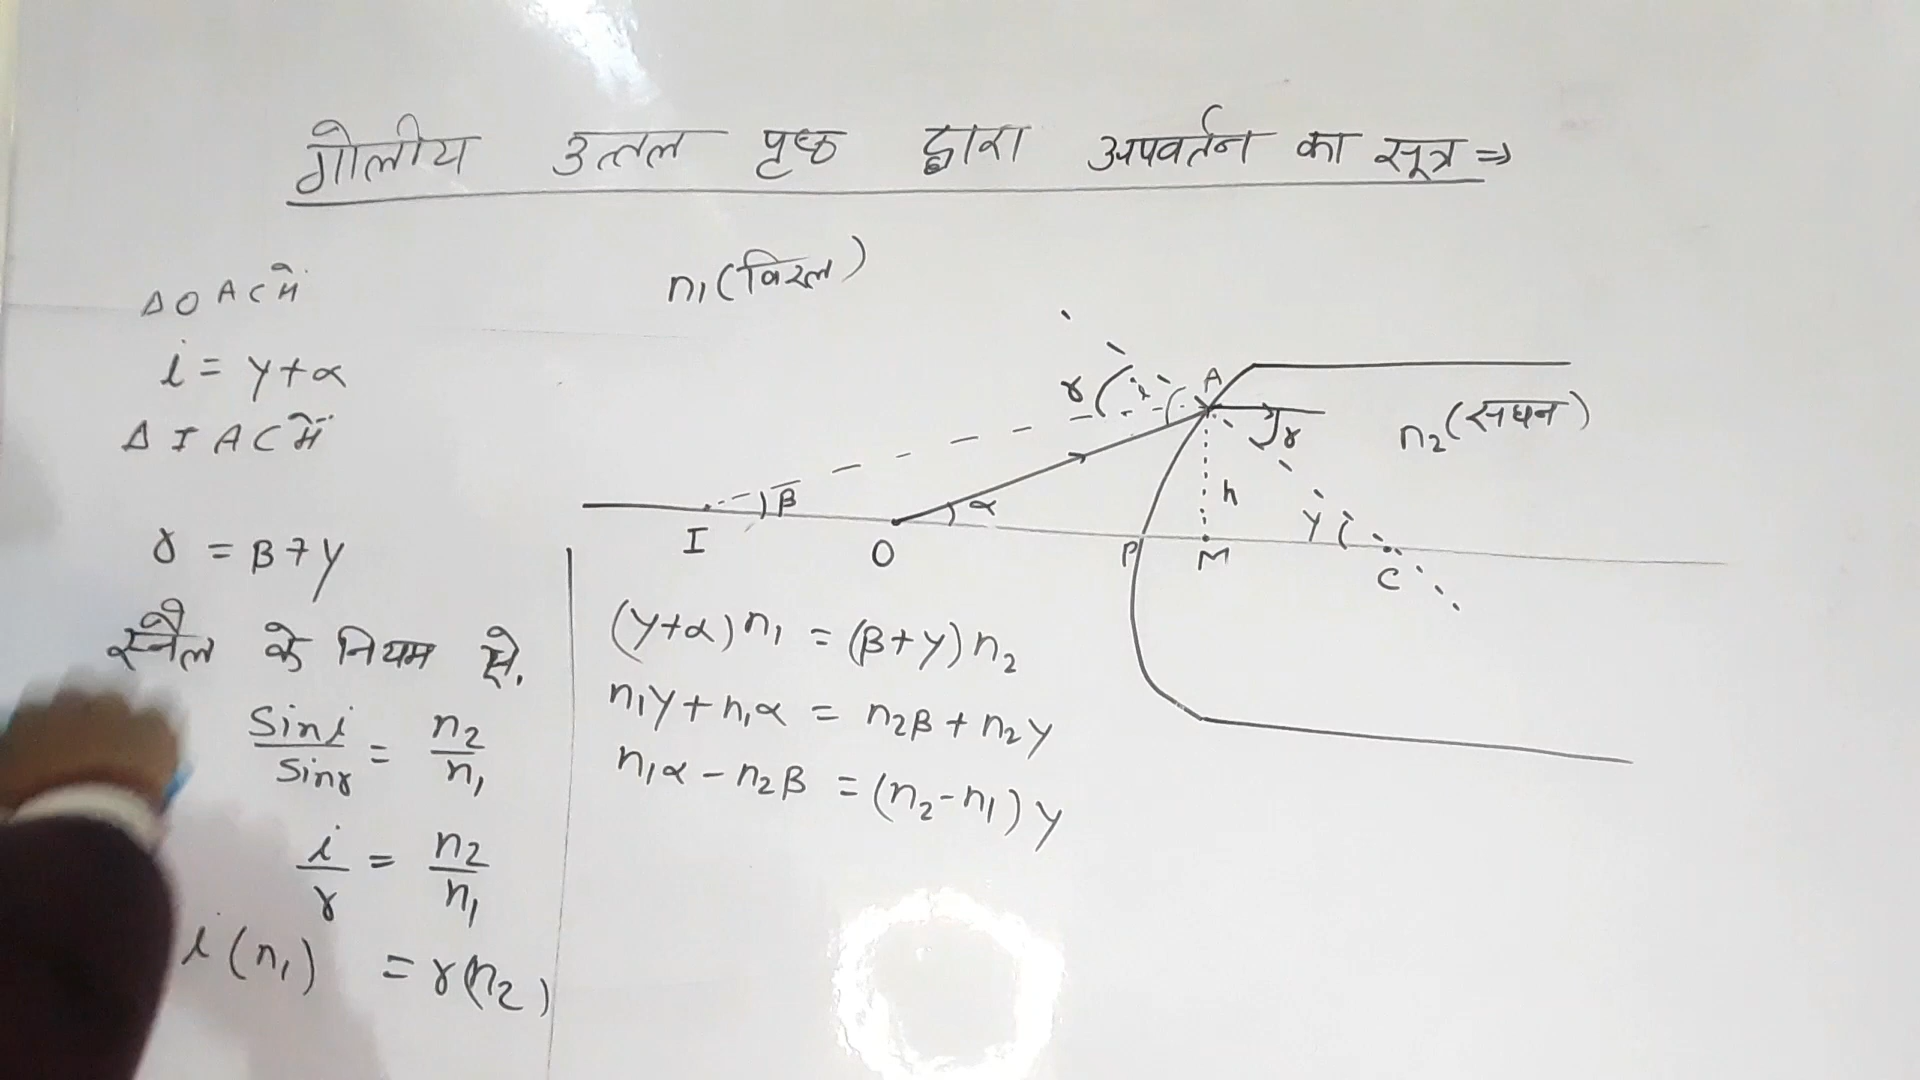 गोलीय उत्तल पृष्ठ द्वारा अपवर्तन का सूत्र ⇒
n₁(विरल)
ΔOAC में
i = γ+α
ΔIAC में
r = β+γ
स्नैल के नियम से.
sin i / sin r = n₂ / n₁
i / r = n₂ / n₁
i(n₁) = r(n₂)
r i A
r
n₂(सघन)
h
β α γ
I O P M C
(γ+α)n₁ = (β+γ)n₂
n₁γ+n₁α = n₂β+n₂γ
n₁α-n₂β = (n₂-n₁)γ